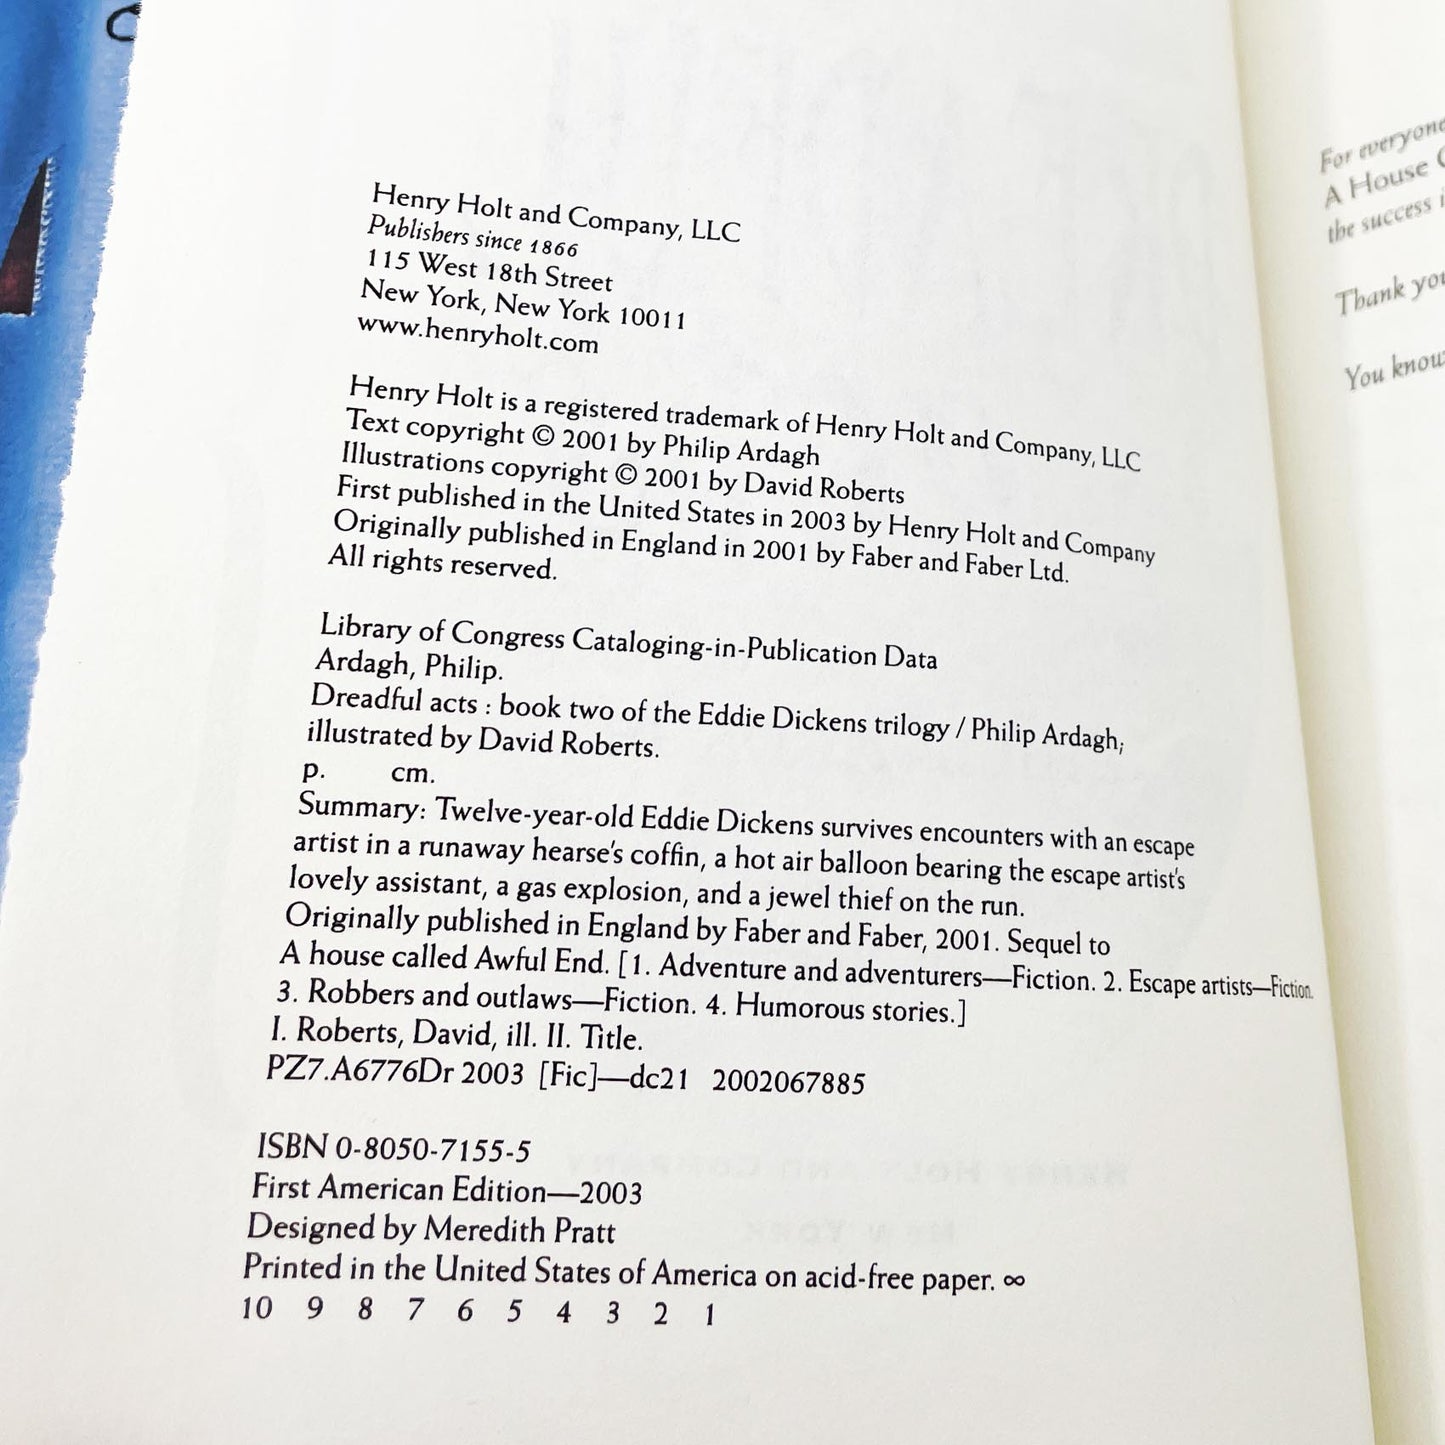 Henry Holt and Company, LLC
Publishers since 1866
115 West 18th Street
New York, New York 10011
www.henryholt.com
Henry Holt is a registered trademark of Henry Holt and Company, LLC
Text copyright © 2001 by Philip Ardagh
Illustrations copyright © 2001 by David Roberts
First published in the United States in 2003 by Henry Holt and Company
Originally published in England in 2001 by Faber and Faber Ltd.
All rights reserved.
Library of Congress Cataloging-in-Publication Data
Ardagh, Philip.
Dreadful acts : book two of the Eddie Dickens trilogy / Philip Ardagh;
illustrated by David Roberts.
p. cm.
Summary: Twelve-year-old Eddie Dickens survives encounters with an escape
artist in a runaway hearse's coffin, a hot air balloon bearing the escape artist's
lovely assistant, a gas explosion, and a jewel thief on the run.
Originally published in England by Faber and Faber, 2001. Sequel to
A house called Awful End. [1. Adventure and adventurers—Fiction. 2. Escape artists—Fiction.
3. Robbers and outlaws—Fiction. 4. Humorous stories.]
I. Roberts, David, ill. II. Title.
PZ7.A6776Dr 2003 [Fic]—dc21 2002067885
ISBN 0-8050-7155-5
First American Edition—2003
Designed by Meredith Pratt
Printed in the United States of America on acid-free paper. ∞
10 9 8 7 6 5 4 3 2 1
For everyone
A House
the success
Thank you
You know